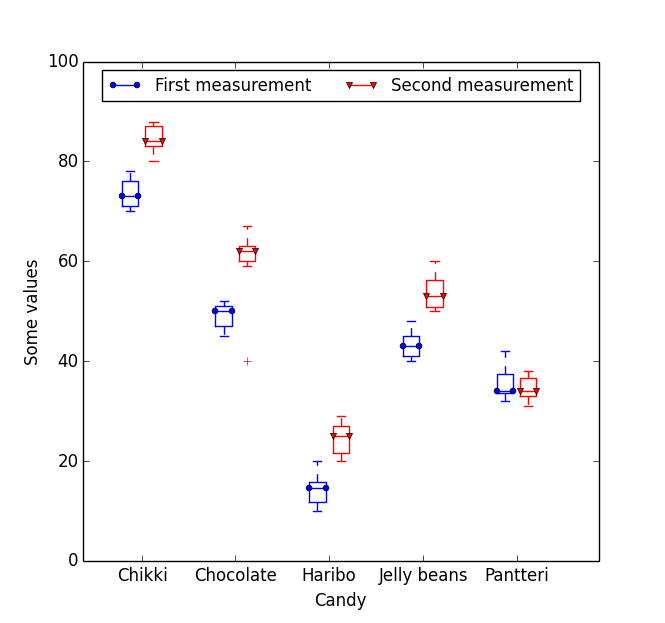 100
First measurement Second measurement
80
60
Some values
40
20
0
Chikki Chocolate Haribo Jelly beans Pantteri
Candy